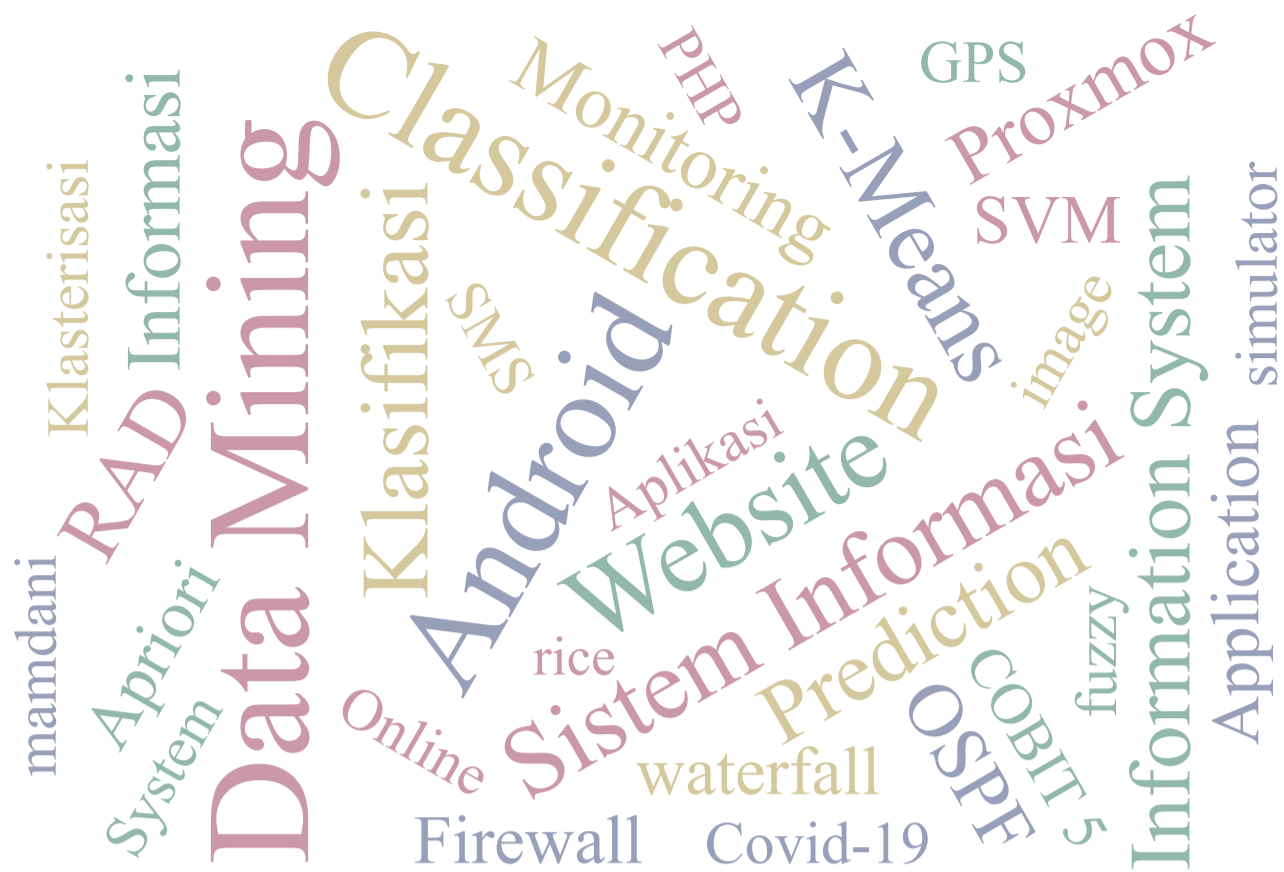 Classification
Monitoring
PHP
K-Means
GPS
Proxmox
SVM
Klasterisasi
Informasi
Data Mining
Klasifikasi
SMS
Android
image
Information System
simulator
RAD
Aplikasi
Website
Sistem Informasi
Prediction
Application
mamdani
Apriori
System
rice
Online
waterfall
OSPF
COBIT 5
fuzzy
Firewall
Covid-19